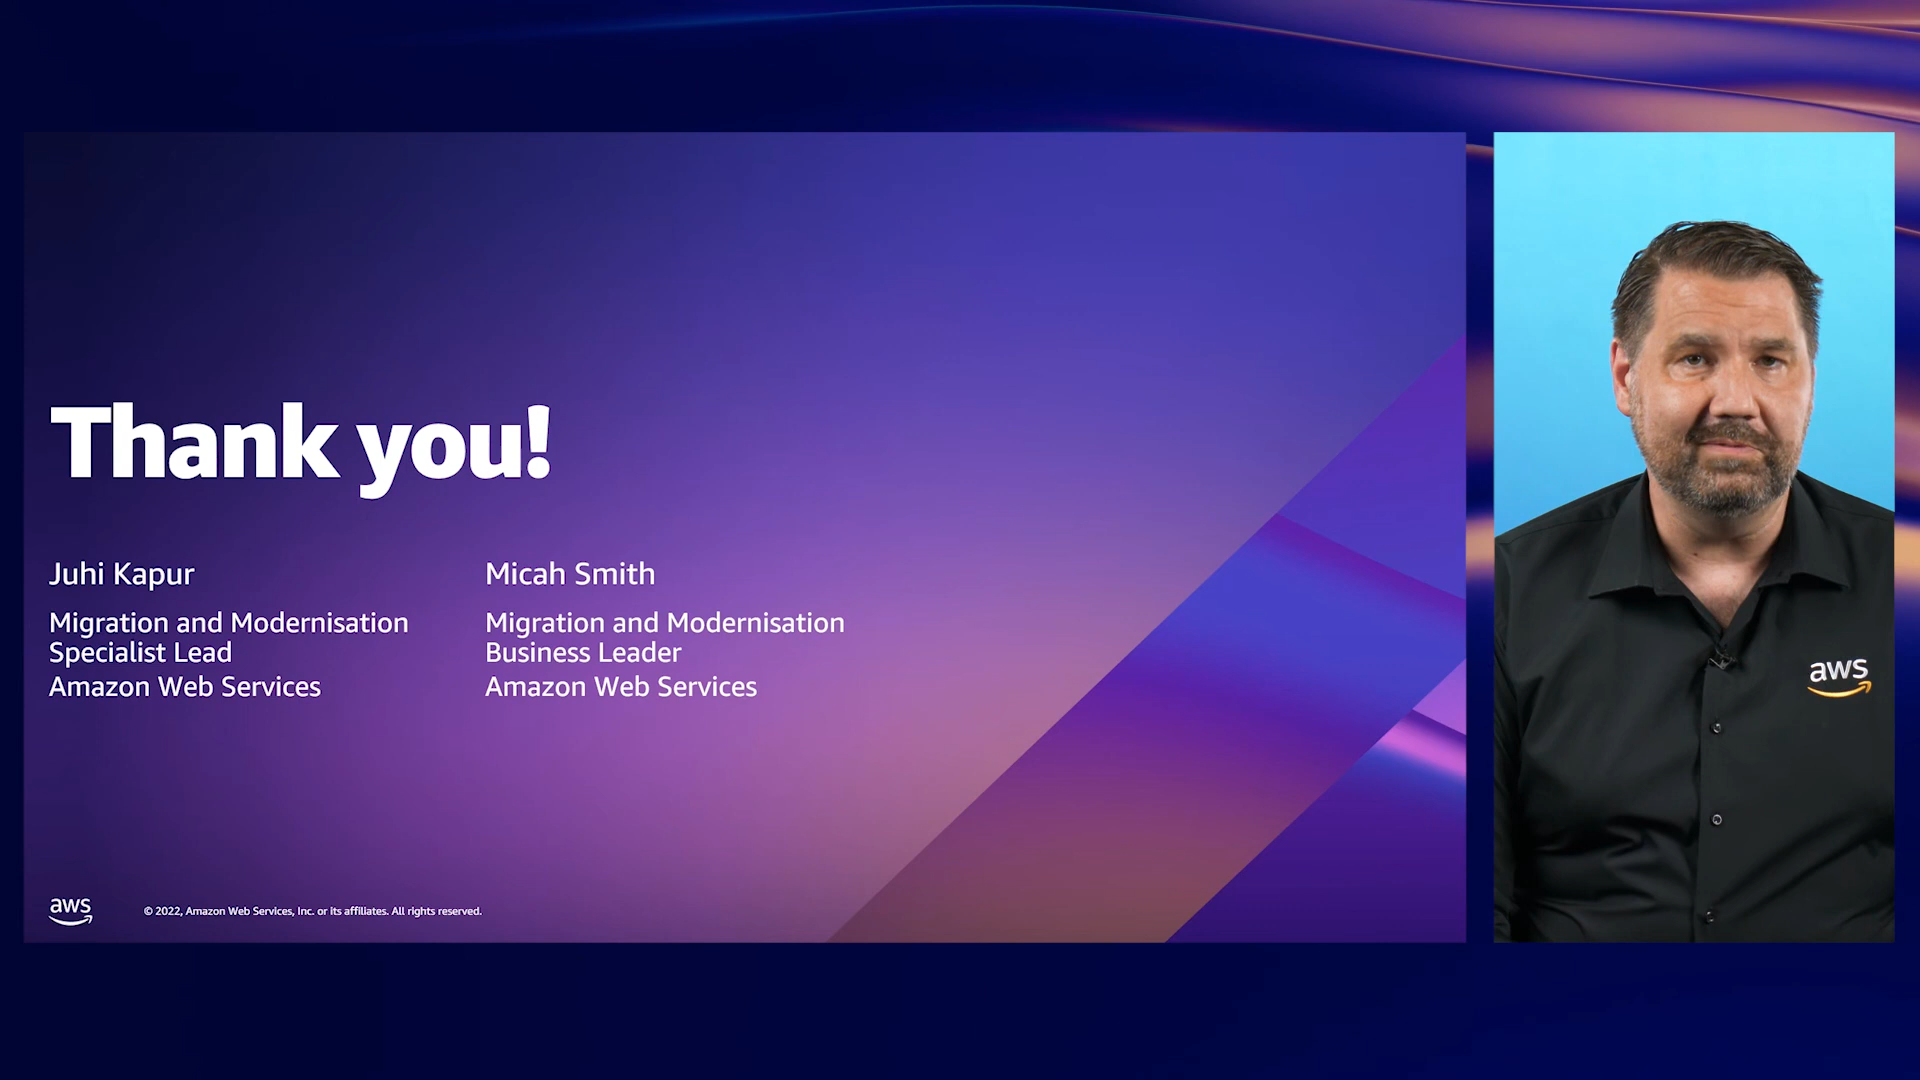 Thank you!
Juhi Kapur
Migration and Modernisation
Specialist Lead
Amazon Web Services
Micah Smith
Migration and Modernisation
Business Leader
Amazon Web Services
aws
© 2022, Amazon Web Services, Inc. or its affiliates. All rights reserved.
aws